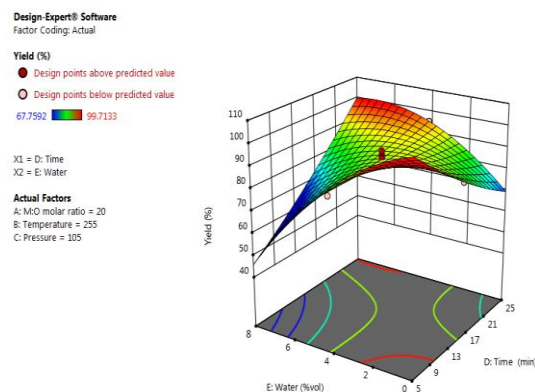 Design-Expert® Software
Factor Coding: Actual
Yield (%)
Design points above predicted value
Design points below predicted value
67.7592 99.7133
X1 = D: Time
X2 = E: Water
Actual Factors
A: M:O molar ratio = 20
B: Temperature = 255
C: Pressure = 105
110
100
90
80
70
60
50
40
Yield (%)
8
6
4
2
0
E: Water (%vol)
5
9
13
17
21
25
D: Time (min)